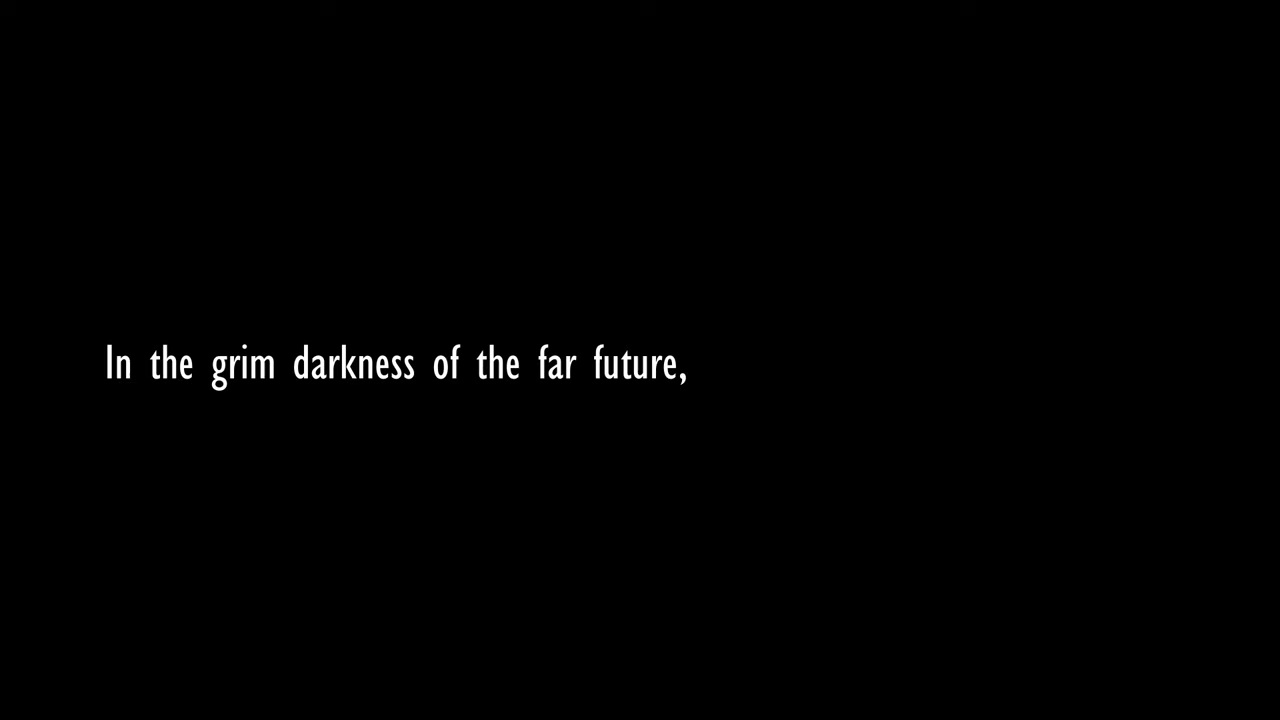 In the grim darkness of the far future,